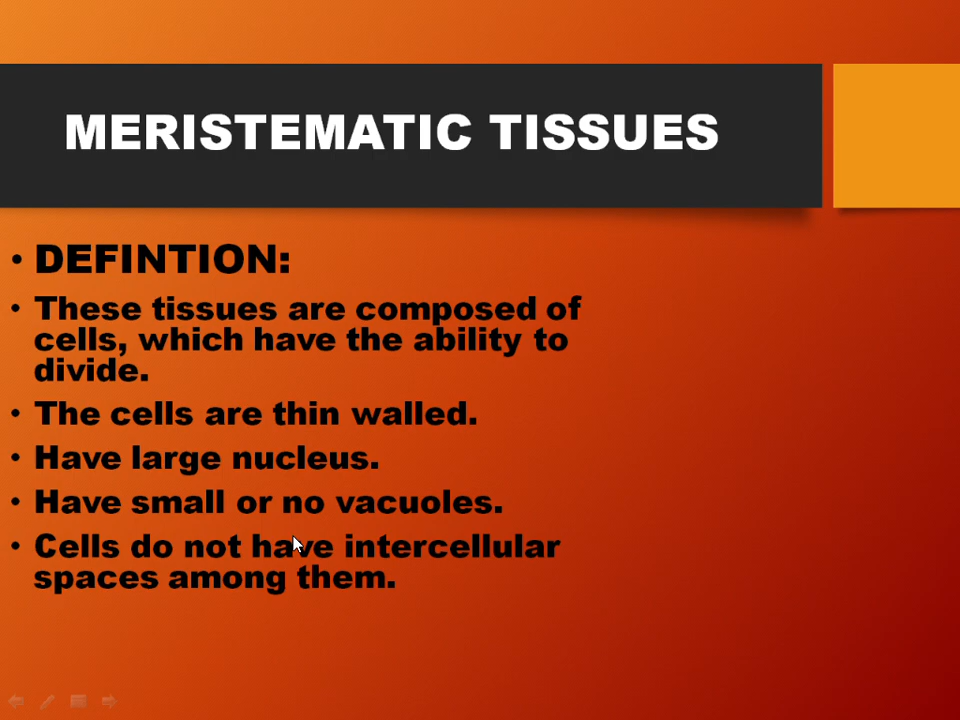 MERISTEMATIC TISSUES
• DEFINTION:
• These tissues are composed of
cells, which have the ability to
divide.
• The cells are thin walled.
• Have large nucleus.
• Have small or no vacuoles.
• Cells do not have intercellular
spaces among them.